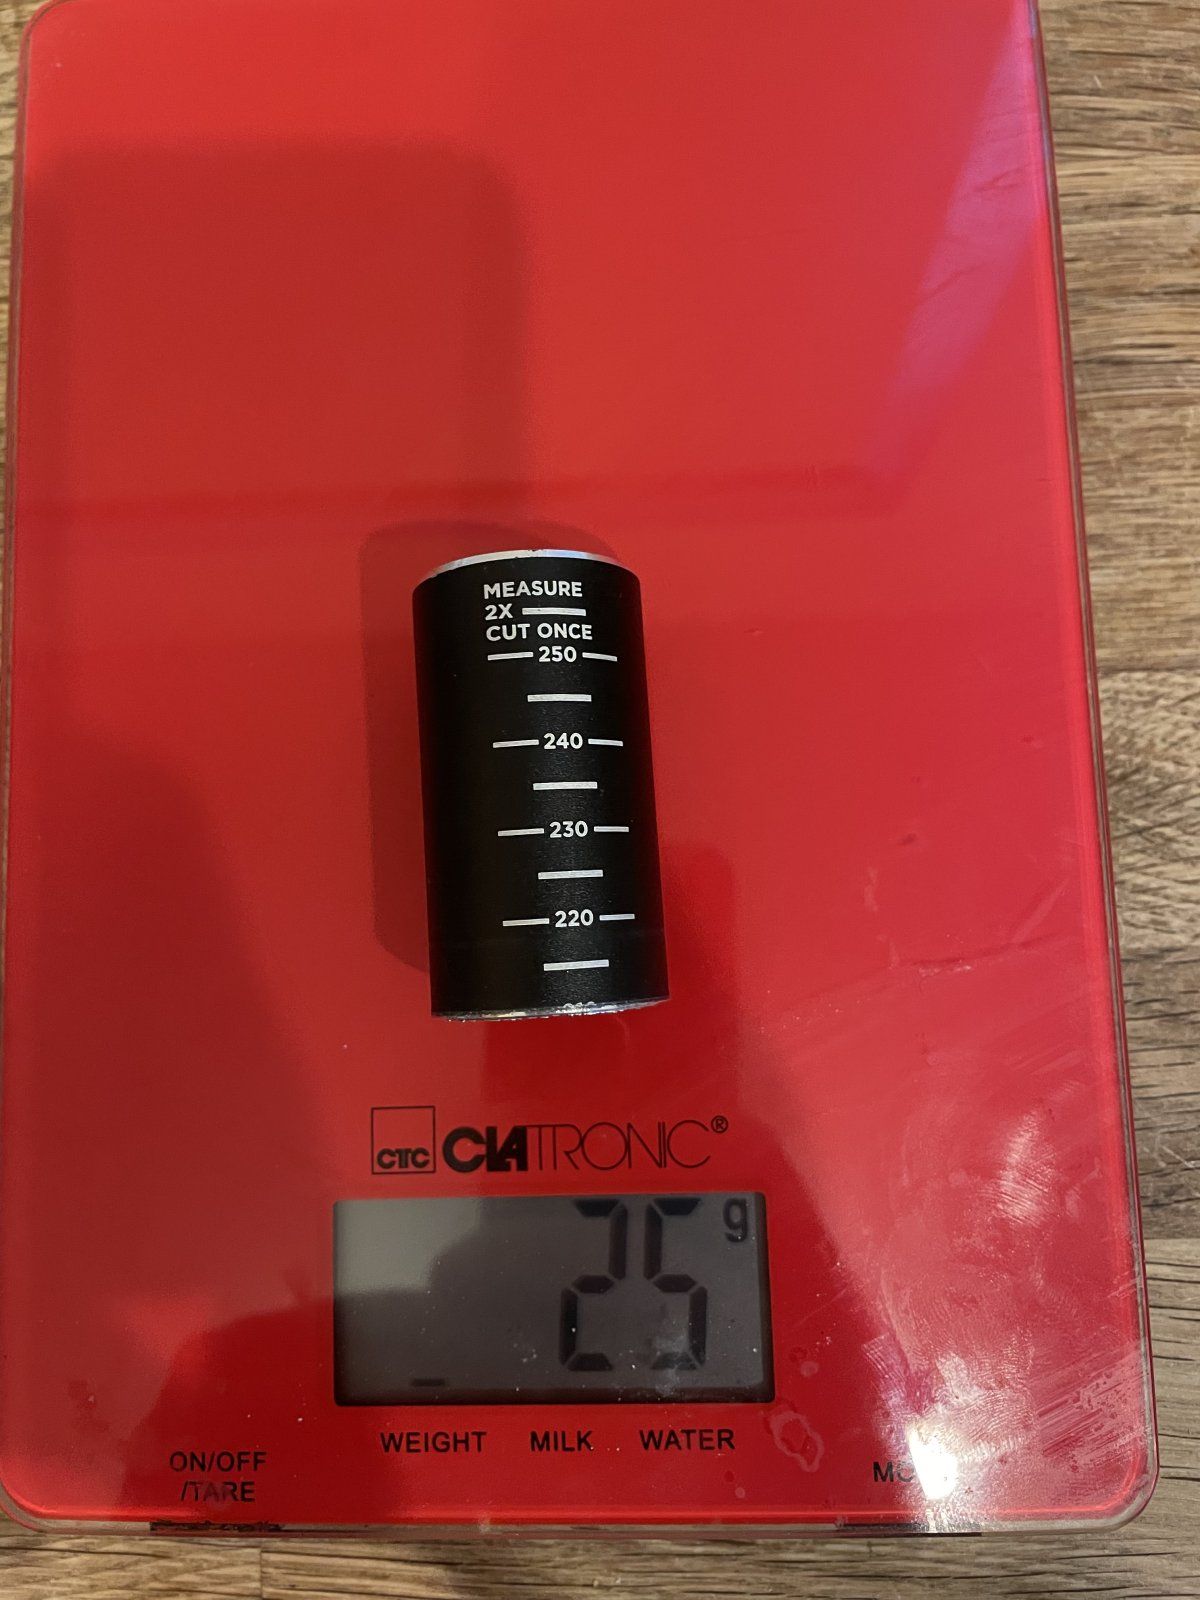 MEASURE
2X
CUT ONCE
250
240
230
220
CTC CLATRONIC®
25 g
WEIGHT MILK WATER
ON/OFF
/TARE